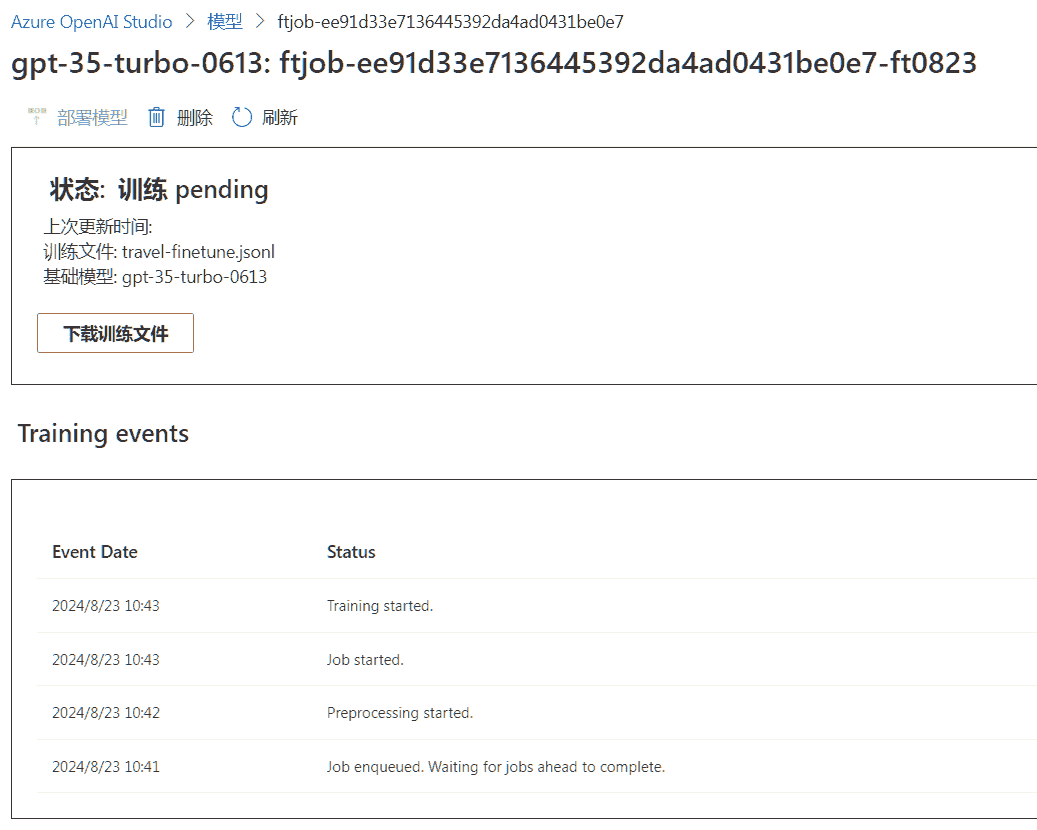 Azure OpenAI Studio > 模型 > ftjob-ee91d33e7136445392da4ad0431be0e7
gpt-35-turbo-0613: ftjob-ee91d33e7136445392da4ad0431be0e7-ft0823
部署模型 删除 刷新
状态: 训练 pending
上次更新时间:
训练文件: travel-finetune.jsonl
基础模型: gpt-35-turbo-0613
下载训练文件
Training events
Event Date Status
2024/8/23 10:43 Training started.
2024/8/23 10:43 Job started.
2024/8/23 10:42 Preprocessing started.
2024/8/23 10:41 Job enqueued. Waiting for jobs ahead to complete.